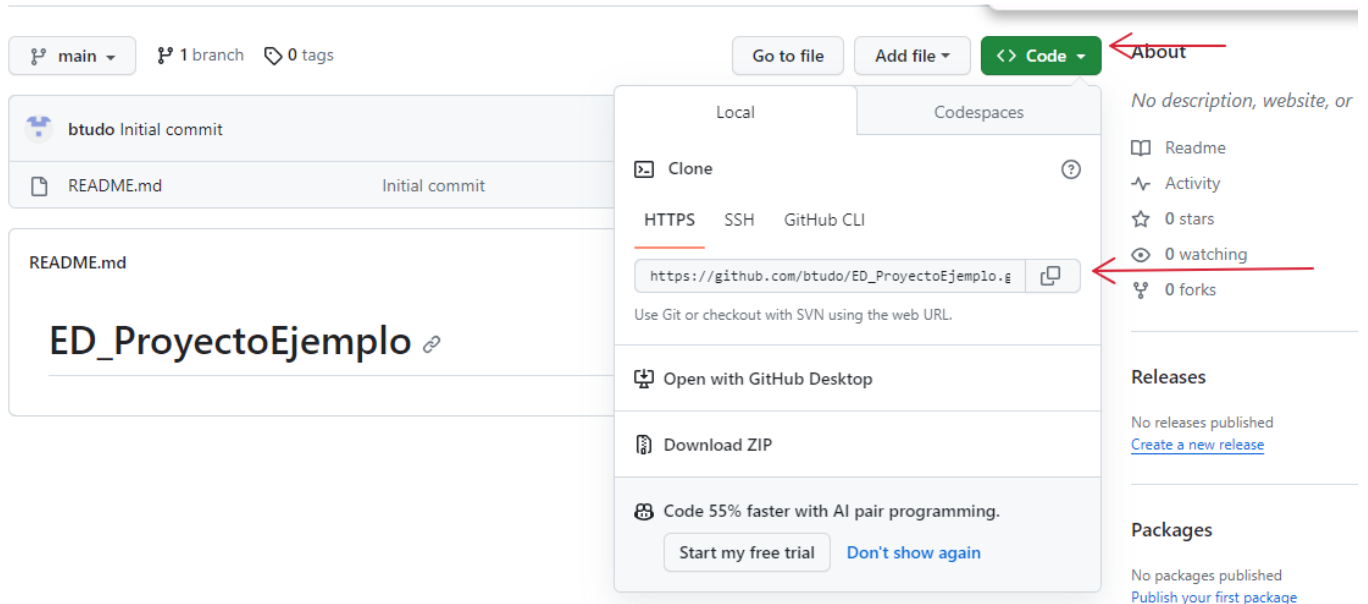 main
1 branch
0 tags
Go to file
Add file
<> Code
About
No description, website, or
Readme
Activity
0 stars
0 watching
0 forks
btudo Initial commit
README.md Initial commit
README.md
ED_ProyectoEjemplo
Local
Codespaces
Clone
HTTPS SSH GitHub CLI
https://github.com/btudo/ED_ProyectoEjemplo.g
Use Git or checkout with SVN using the web URL.
Open with GitHub Desktop
Download ZIP
Code 55% faster with AI pair programming.
Start my free trial
Don't show again
Releases
No releases published
Create a new release
Packages
No packages published
Publish your first package